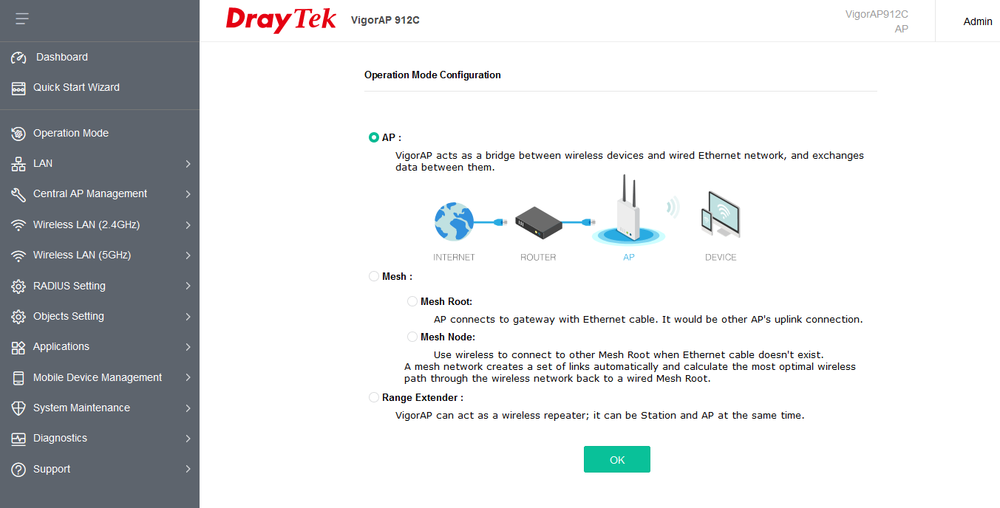 DrayTek
VigorAP 912C
VigorAP912C
AP
Admin
Dashboard
Quick Start Wizard
Operation Mode
LAN
Central AP Management
Wireless LAN (2.4GHz)
Wireless LAN (5GHz)
RADIUS Setting
Objects Setting
Applications
Mobile Device Management
System Maintenance
Diagnostics
Support
Operation Mode Configuration
AP :
VigorAP acts as a bridge between wireless devices and wired Ethernet network, and exchanges
data between them.
INTERNET
ROUTER
AP
DEVICE
Mesh :
Mesh Root:
AP connects to gateway with Ethernet cable. It would be other AP's uplink connection.
Mesh Node:
Use wireless to connect to other Mesh Root when Ethernet cable doesn't exist.
A mesh network creates a set of links automatically and calculate the most optimal wireless
path through the wireless network back to a wired Mesh Root.
Range Extender :
VigorAP can act as a wireless repeater; it can be Station and AP at the same time.
OK